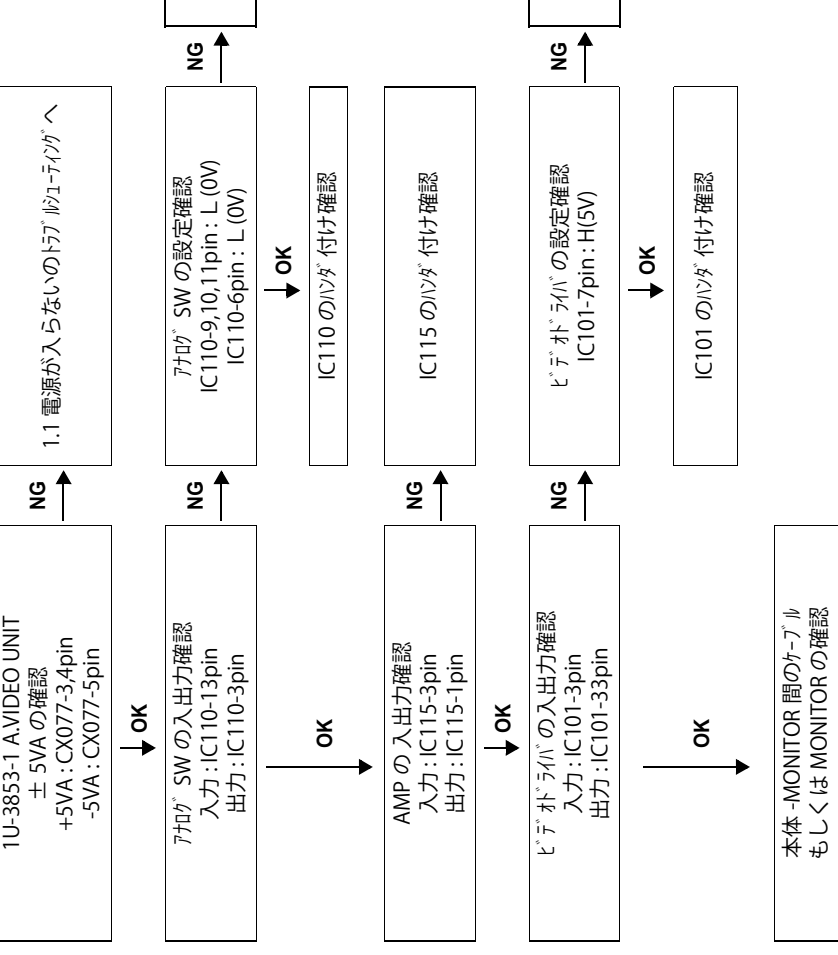 1U-3853-1 A.VIDEO UNIT
± 5VA の確認
+5VA : CX077-3,4pin
-5VA : CX077-5pin
NG
1.1 電源が入らないのﾄﾗﾌﾞﾙｼｭｰﾃｨﾝｸﾞへ
OK
ｱﾅﾛｸﾞ SW の入出力確認
入力 : IC110-13pin
出力 : IC110-3pin
NG
ｱﾅﾛｸﾞ SW の設定確認
IC110-9,10,11pin : L (0V)
IC110-6pin : L (0V)
NG
OK
IC110 のﾊﾝﾀﾞ付け確認
OK
AMP の 入出力確認
入力 : IC115-3pin
出力 : IC115-1pin
NG
IC115 のﾊﾝﾀﾞ付け確認
OK
ﾋﾞﾃﾞｵﾄﾞﾗｲﾊﾞの入出力確認
入力 : IC101-3pin
出力 : IC101-33pin
NG
ﾋﾞﾃﾞｵﾄﾞﾗｲﾊﾞの設定確認
IC101-7pin : H(5V)
NG
OK
IC101 のﾊﾝﾀﾞ付け確認
OK
本体 -MONITOR 間のｹｰﾌﾞﾙ
もしくは MONITOR の確認